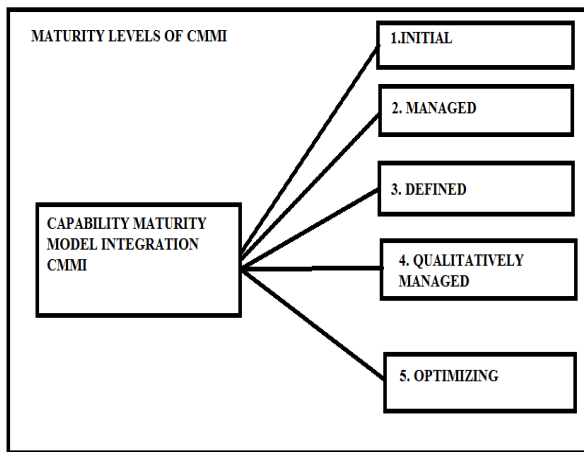 MATURITY LEVELS OF CMMI
1.INITIAL
2. MANAGED
3. DEFINED
CAPABILITY MATURITY
MODEL INTEGRATION
CMMI
4. QUALITATIVELY
MANAGED
5. OPTIMIZING